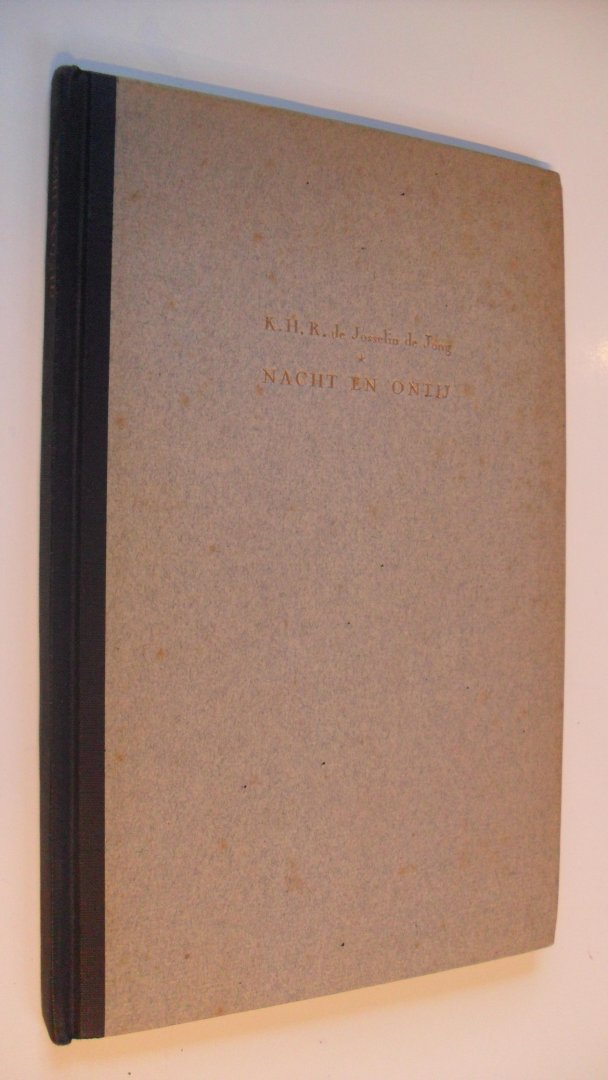 K.H.R. de Josselin de Jong
*
NACHT EN ONTIJ